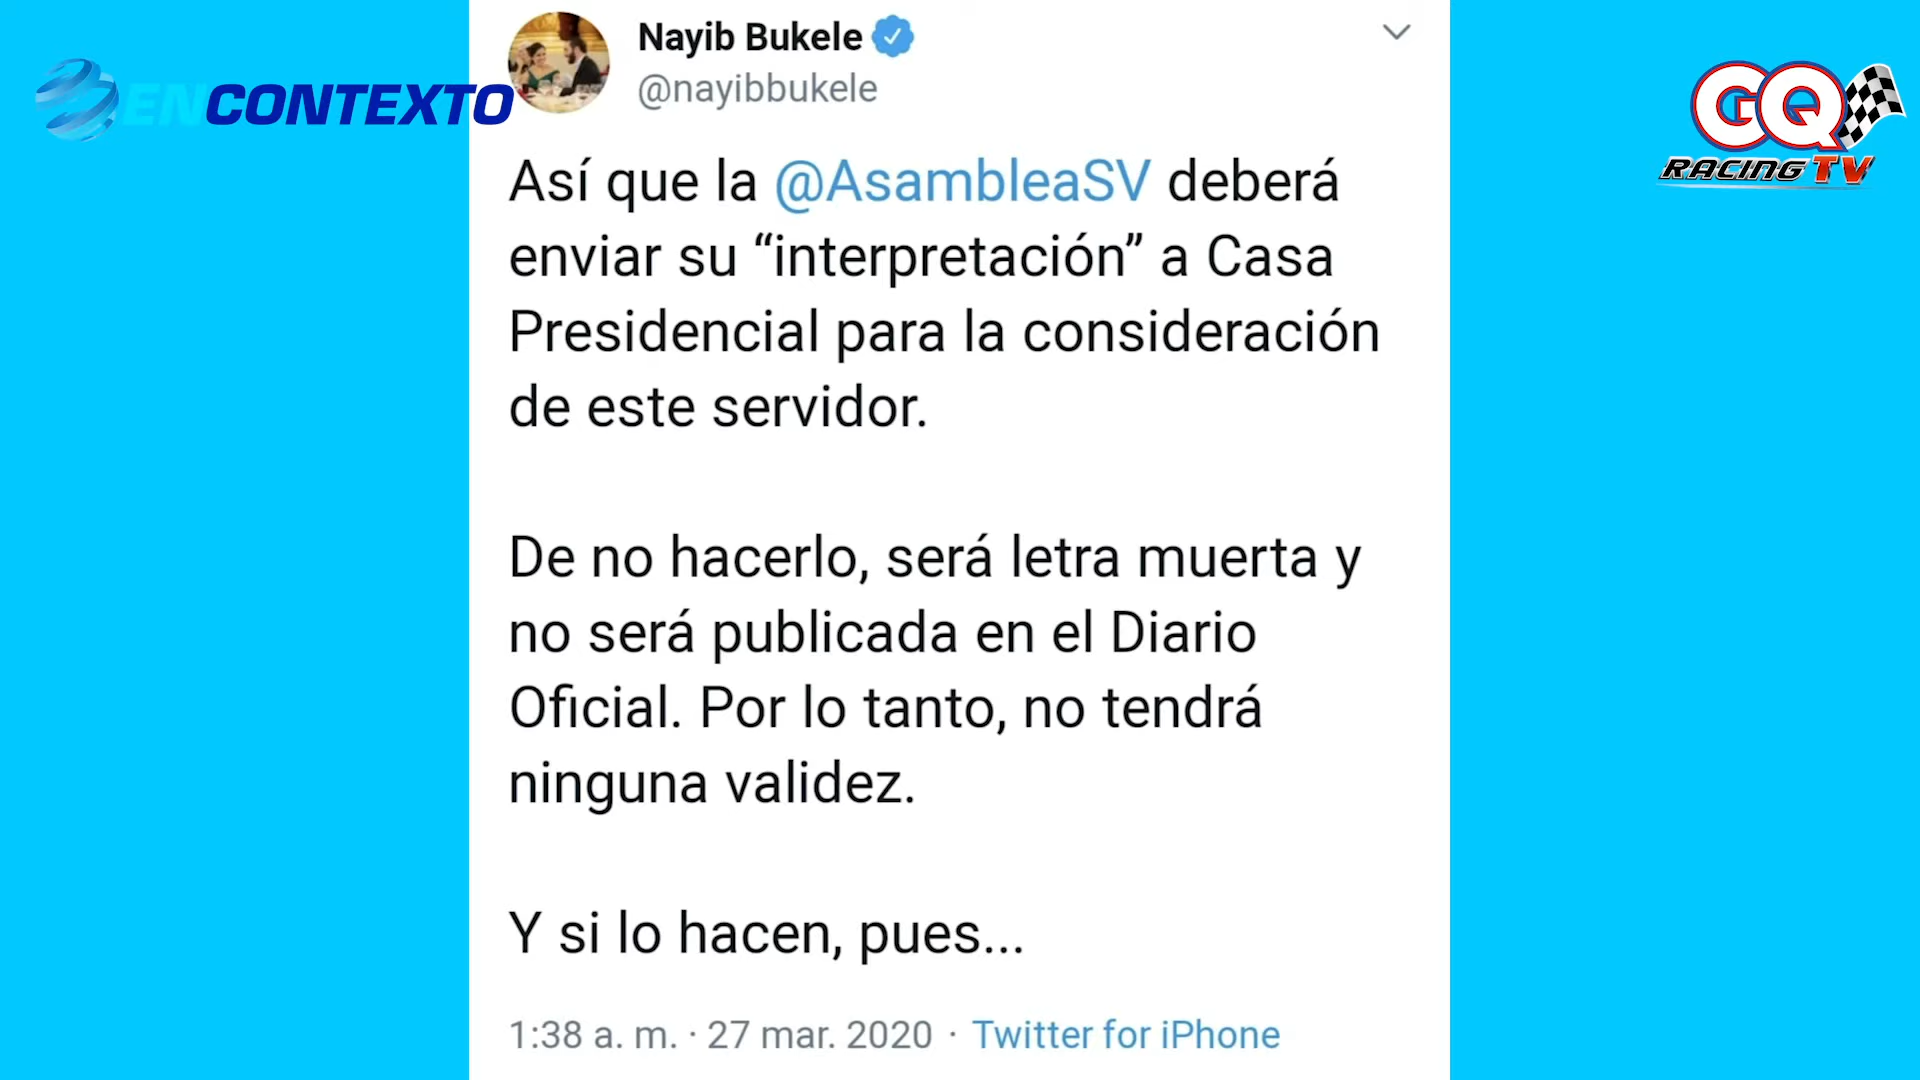 Nayib Bukele
@nayibbukele
ENCONTEXTO
GQ
RACING TV
Así que la @AsambleaSV deberá
enviar su “interpretación” a Casa
Presidencial para la consideración
de este servidor.
De no hacerlo, será letra muerta y
no será publicada en el Diario
Oficial. Por lo tanto, no tendrá
ninguna validez.
Y si lo hacen, pues...
1:38 a. m. · 27 mar. 2020 · Twitter for iPhone